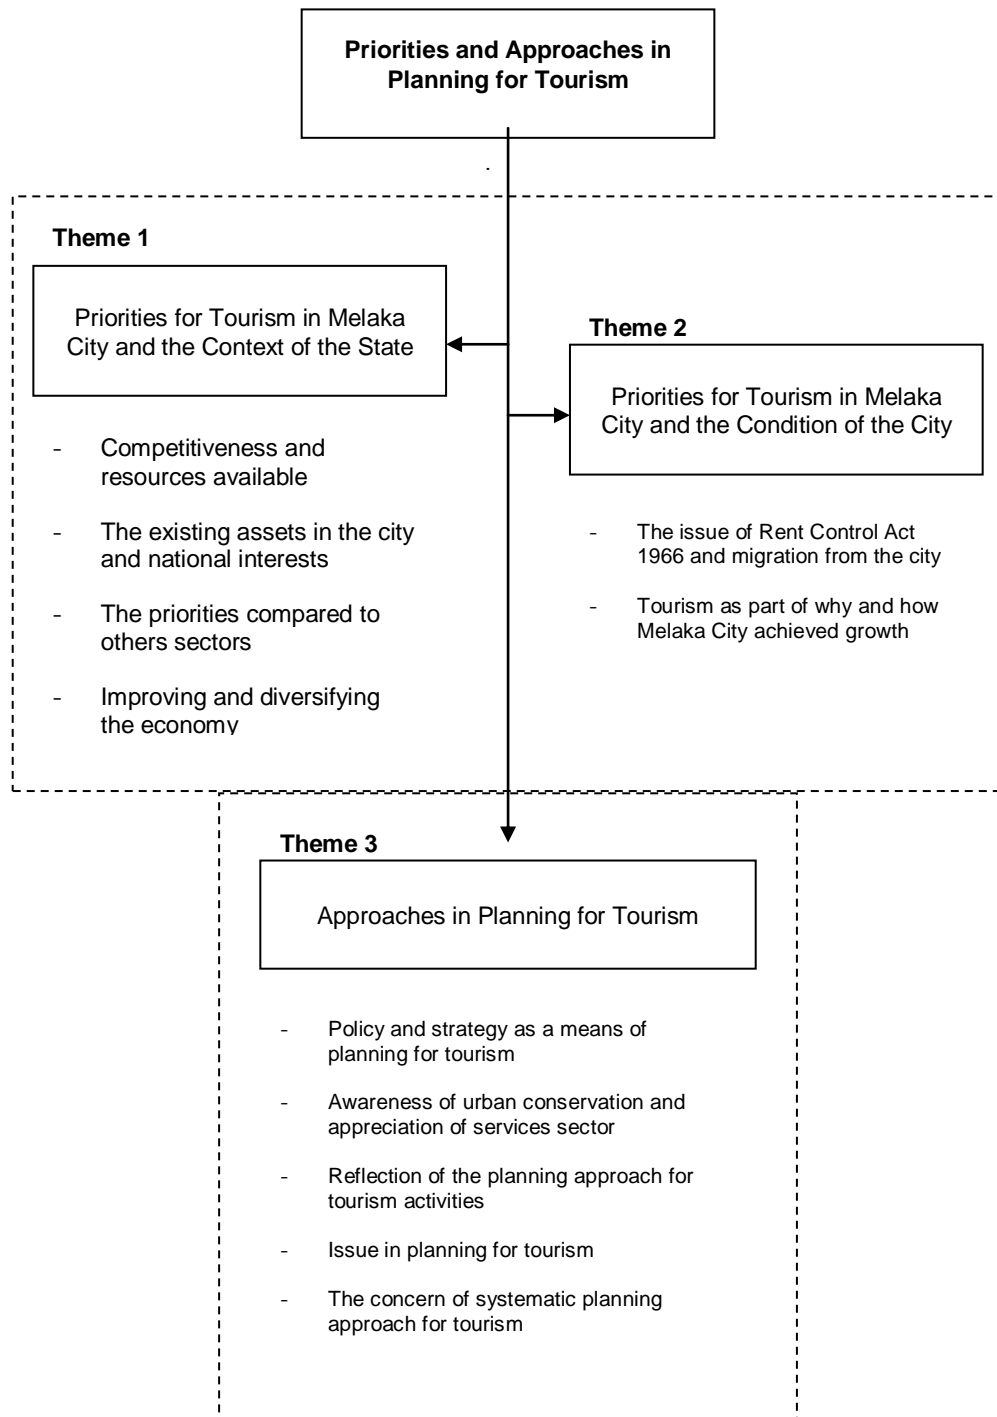 Priorities and Approaches in
Planning for Tourism
.
Theme 1
Priorities for Tourism in Melaka
City and the Context of the State
- Competitiveness and
resources available
- The existing assets in the city
and national interests
- The priorities compared to
others sectors
- Improving and diversifying
the economy
Theme 2
Priorities for Tourism in Melaka
City and the Condition of the City
- The issue of Rent Control Act
1966 and migration from the city
- Tourism as part of why and how
Melaka City achieved growth
Theme 3
Approaches in Planning for Tourism
- Policy and strategy as a means of
planning for tourism
- Awareness of urban conservation and
appreciation of services sector
- Reflection of the planning approach for
tourism activities
- Issue in planning for tourism
- The concern of systematic planning
approach for tourism